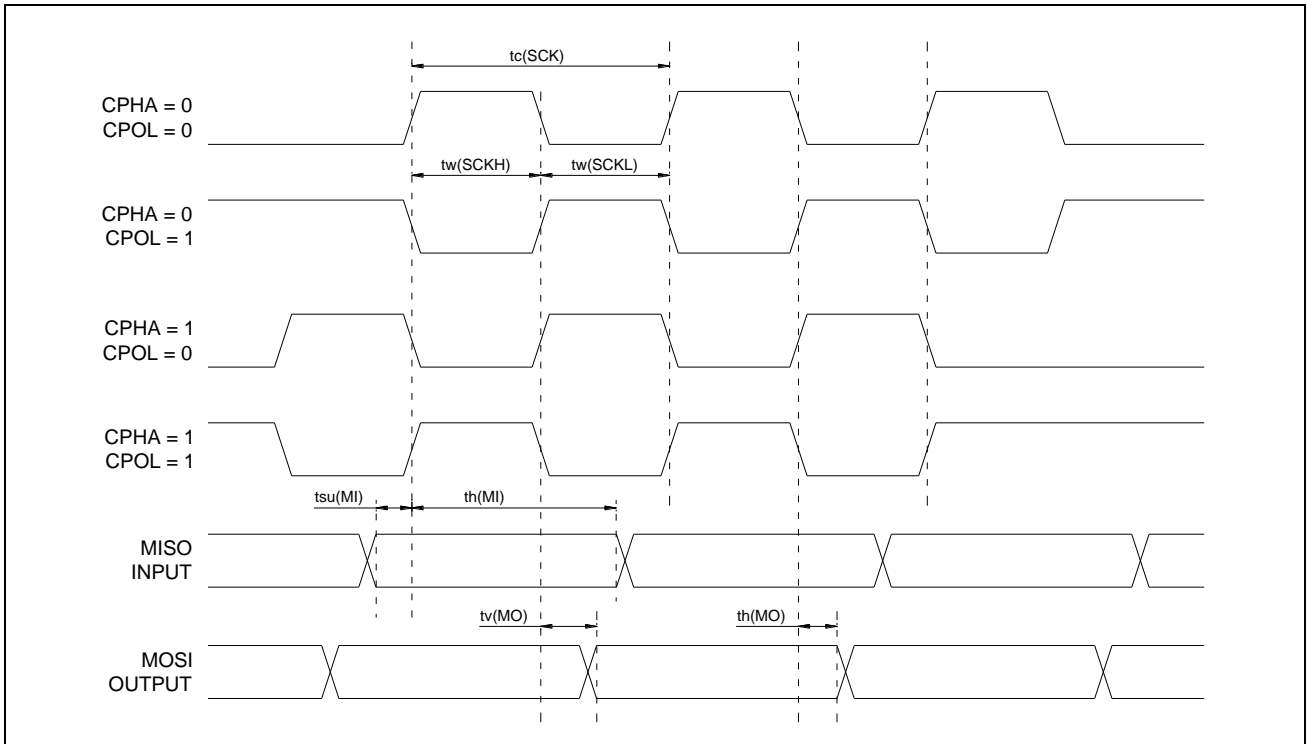 tc(SCK)
CPHA = 0
CPOL = 0
tw(SCKH)
tw(SCKL)
CPHA = 0
CPOL = 1
CPHA = 1
CPOL = 0
CPHA = 1
CPOL = 1
tsu(MI)
th(MI)
MISO
INPUT
tv(MO)
th(MO)
MOSI
OUTPUT